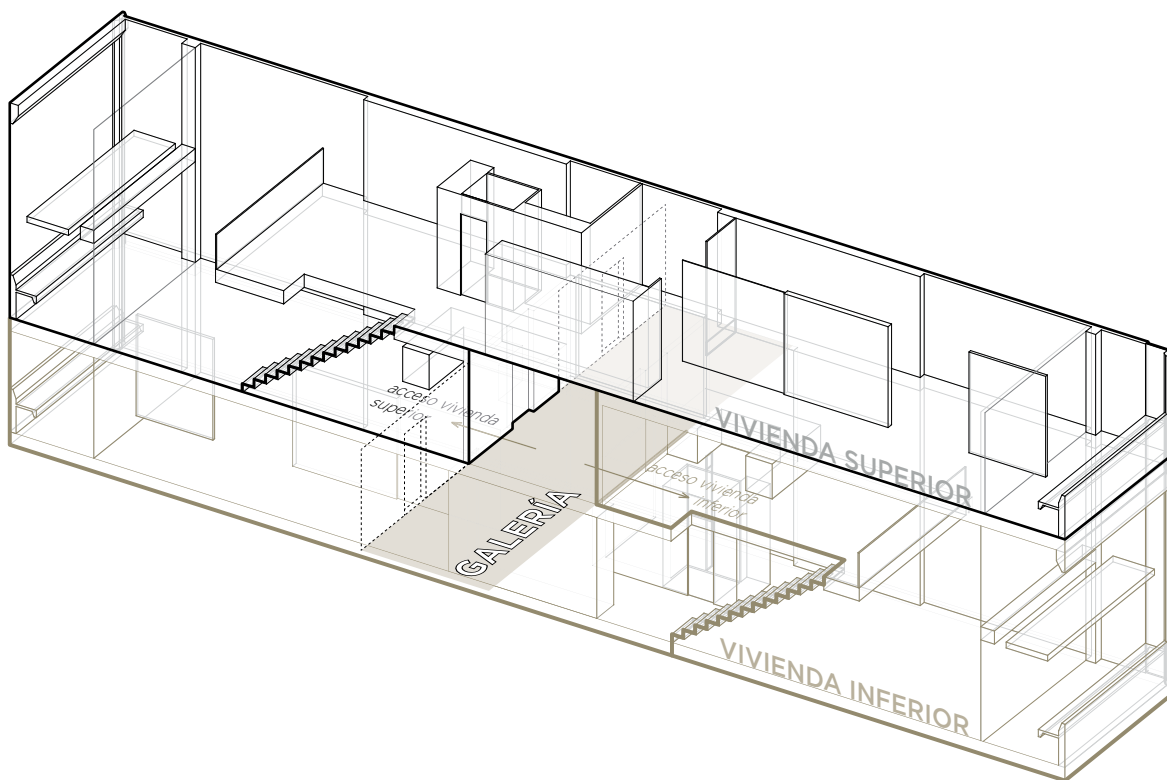 acceso vivienda
superior
VIVIENDA SUPERIOR
acceso vivienda
inferior
GALERÍA
VIVIENDA INFERIOR